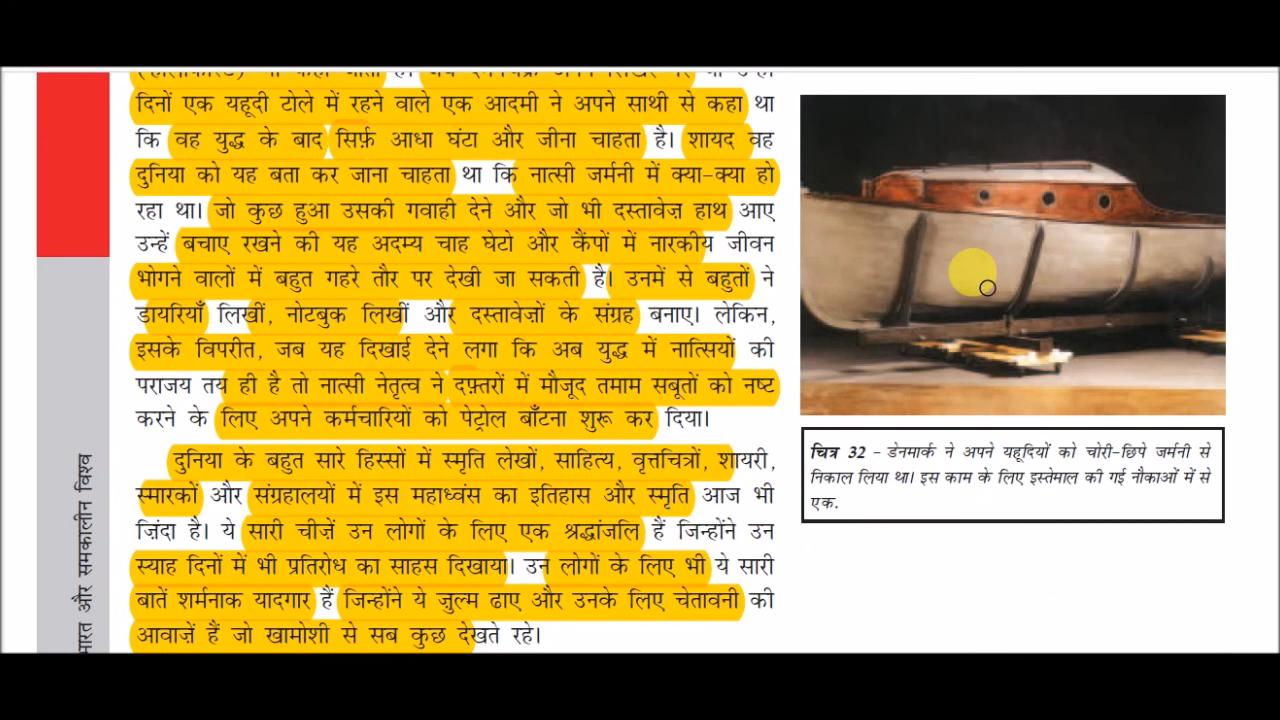 दिनों एक यहूदी टोले में रहने वाले एक आदमी ने अपने साथी से कहा था
कि वह युद्ध के बाद सिर्फ़ आधा घंटा और जीना चाहता है। शायद वह
दुनिया को यह बता कर जाना चाहता था कि नात्सी जर्मनी में क्या-क्या हो
रहा था। जो कुछ हुआ उसकी गवाही देने और जो भी दस्तावेज़ हाथ आए
उन्हें बचाए रखने की यह अदम्य चाह घेटो और कैंपों में नारकीय जीवन
भोगने वालों में बहुत गहरे तौर पर देखी जा सकती है। उनमें से बहुतों ने
डायरियाँ लिखीं, नोटबुक लिखीं और दस्तावेज़ों के संग्रह बनाए। लेकिन,
इसके विपरीत, जब यह दिखाई देने लगा कि अब युद्ध में नात्सियों की
पराजय तय ही है तो नात्सी नेतृत्व ने दफ़्तरों में मौजूद तमाम सबूतों को नष्ट
करने के लिए अपने कर्मचारियों को पेट्रोल बाँटना शुरू कर दिया।
दुनिया के बहुत सारे हिस्सों में स्मृति लेखों, साहित्य, वृत्तचित्रों, शायरी,
स्मारकों और संग्रहालयों में इस महाध्वंस का इतिहास और स्मृति आज भी
ज़िंदा है। ये सारी चीज़ें उन लोगों के लिए एक श्रद्धांजलि हैं जिन्होंने उन
स्याह दिनों में भी प्रतिरोध का साहस दिखाया। उन लोगों के लिए भी ये सारी
बातें शर्मनाक यादगार हैं जिन्होंने ये ज़ुल्म ढाए और उनके लिए चेतावनी की
आवाज़ें हैं जो खामोशी से सब कुछ देखते रहे।
चित्र 32 – डेनमार्क ने अपने यहूदियों को चोरी-छिपे जर्मनी से
निकाल लिया था। इस काम के लिए इस्तेमाल की गई नौकाओं में से
एक.
और समकालीन विश्व